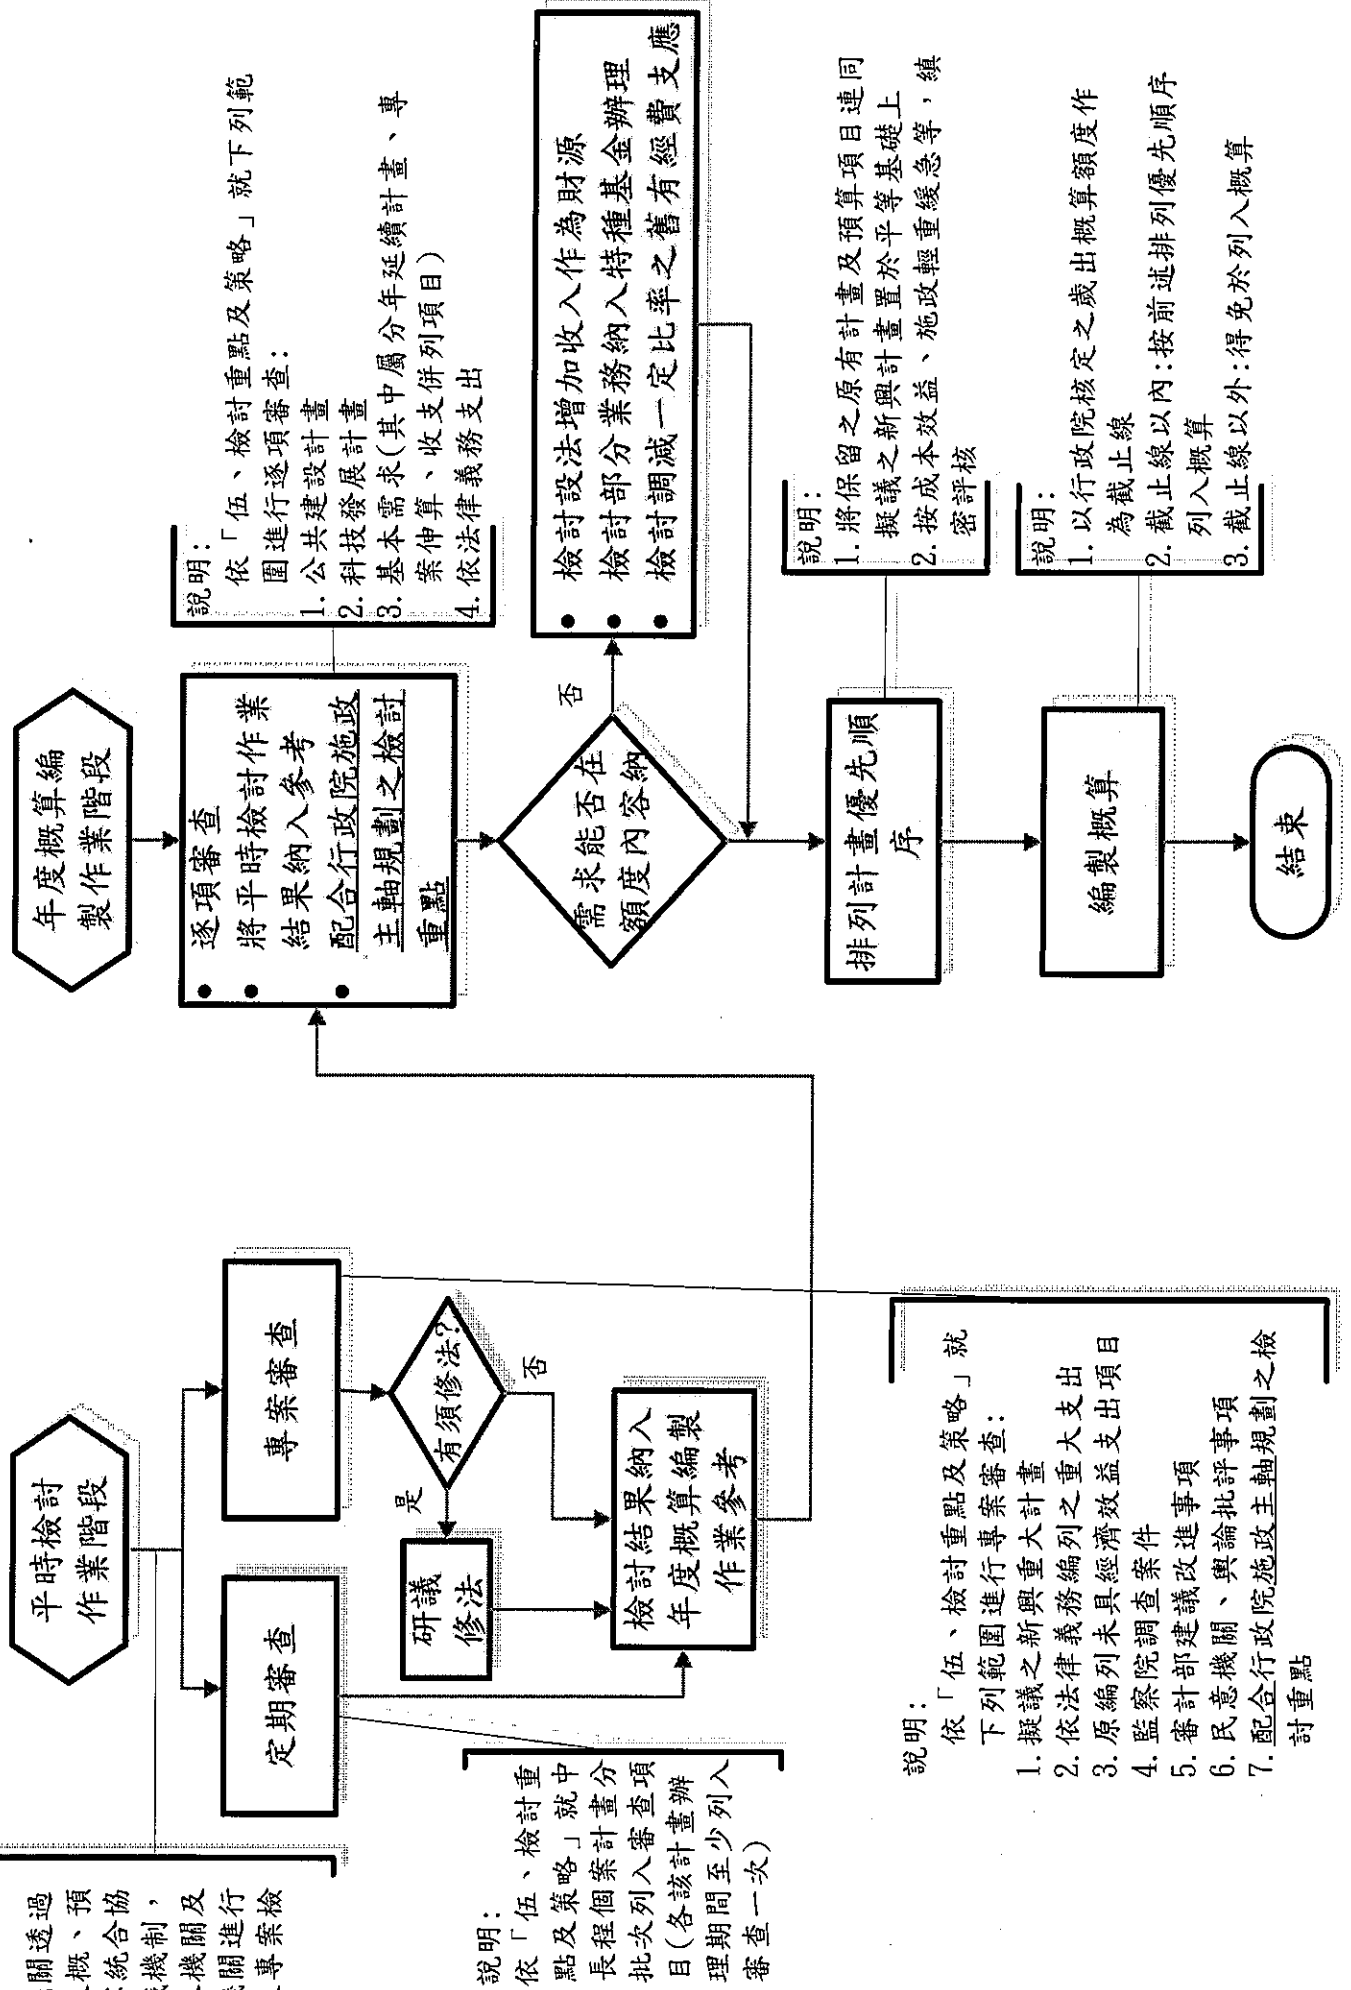 平時檢討
作業階段
關透過
概、預
統合協
機制，
機關及
機關進行
專案檢
定期審查
專案審查
說明：
依「伍、檢討重
點及策略」就中
長程個案計畫分
批次列入審查項
目(各該計畫辦
理期間至少列入
審查一次)
有須修法？
是
否
研議
修法
檢討結果納入
年度概算編製
作業參考
說明：
依「伍、檢討重點及策略」就
下列範圍進行專案審查：
1. 擬議之新興重大計畫
2. 依法律義務編列之重大支出
3. 原編列未具經濟效益支出項目
4. 監察院調查案件
5. 審計部建議改進事項
6. 民意機關、輿論批評事項
7. 配合行政院施政主軸規劃之檢
討重點
年度概算編
製作業階段
● 逐項審查
● 將平時檢討作業
結果納入參考
● 配合行政院施政
主軸規劃之檢討
重點
說明：
依「伍、檢討重點及策略」就下列範
圍進行逐項審查：
1. 公共建設計畫
2. 科技發展計畫
3. 基本需求(其中屬分年延續計畫、專
案伸算、收支併列項目)
4. 依法律義務支出
需求能否在
額度內容納
否
● 檢討設法增加收入作為財源
● 檢討部分業務納入特種基金辦理
● 檢討調減一定比率之舊有經費支應
排列計畫優先順
序
說明：
1. 將保留之原有計畫及預算項目連同
擬議之新興計畫置於平等基礎上
2. 按成本效益、施政輕重緩急等，縝
密評核
編製概算
說明：
1. 以行政院核定之歲出概算額度作
為截止線
2. 截止線以內：按前述排列優先順序
列入概算
3. 截止線以外：得免於列入概算
結束